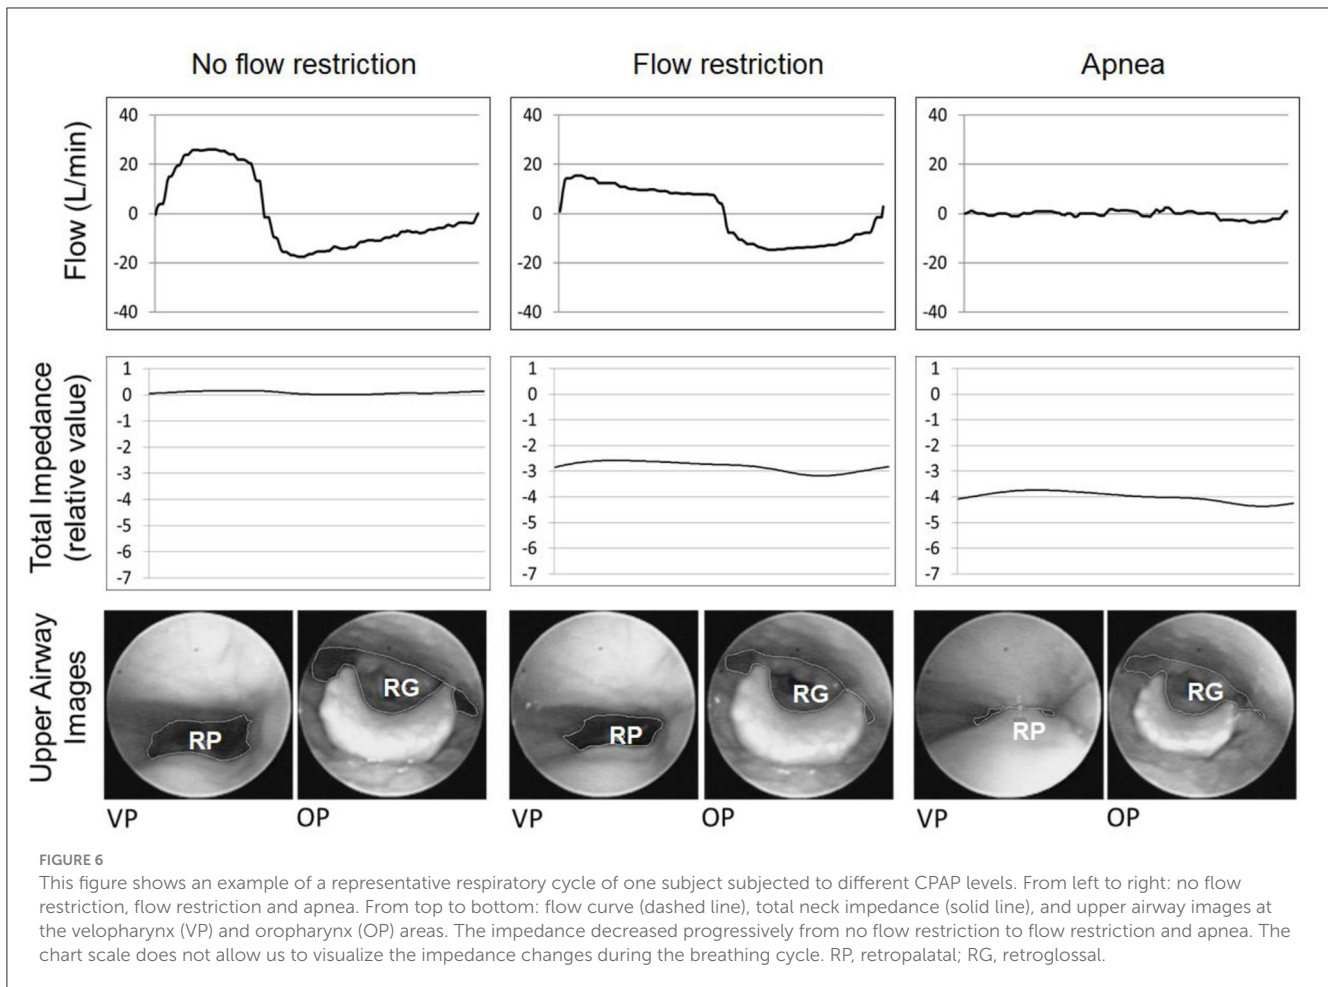 No flow restriction
Flow restriction
Apnea
Flow (L/min)
40
20
0
-20
-40
40
20
0
-20
-40
40
20
0
-20
-40
Total Impedance
(relative value)
1
0
-1
-2
-3
-4
-5
-6
-7
1
0
-1
-2
-3
-4
-5
-6
-7
1
0
-1
-2
-3
-4
-5
-6
-7
Upper Airway
Images
RP
RG
RP
RG
RP
RG
VP
OP
VP
OP
VP
OP
FIGURE 6
This figure shows an example of a representative respiratory cycle of one subject subjected to different CPAP levels. From left to right: no flow
restriction, flow restriction and apnea. From top to bottom: flow curve (dashed line), total neck impedance (solid line), and upper airway images at
the velopharynx (VP) and oropharynx (OP) areas. The impedance decreased progressively from no flow restriction to flow restriction and apnea. The
chart scale does not allow us to visualize the impedance changes during the breathing cycle. RP, retropalatal; RG, retroglossal.